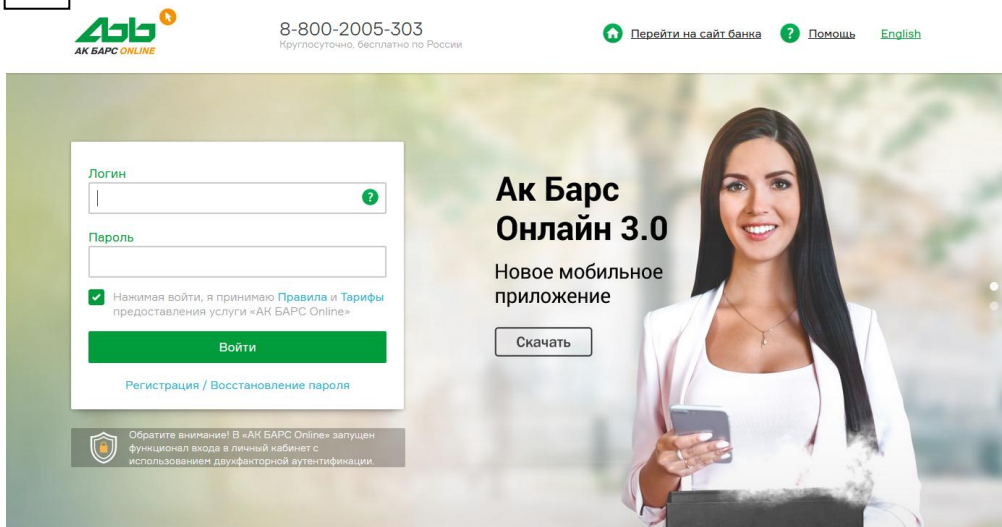 АК БАРС ONLINE
8-800-2005-303
Круглосуточно, бесплатно по России
Перейти на сайт банка
? Помощь
English
Логин
?
Пароль
Нажимая войти, я принимаю Правила и Тарифы
предоставления услуги «АК БАРС Online»
Войти
Регистрация / Восстановление пароля
Обратите внимание! В «АК БАРС Online» запущен
функционал входа в личный кабинет с
использованием двухфакторной аутентификации.
Ак Барс
Онлайн 3.0
Новое мобильное
приложение
Скачать